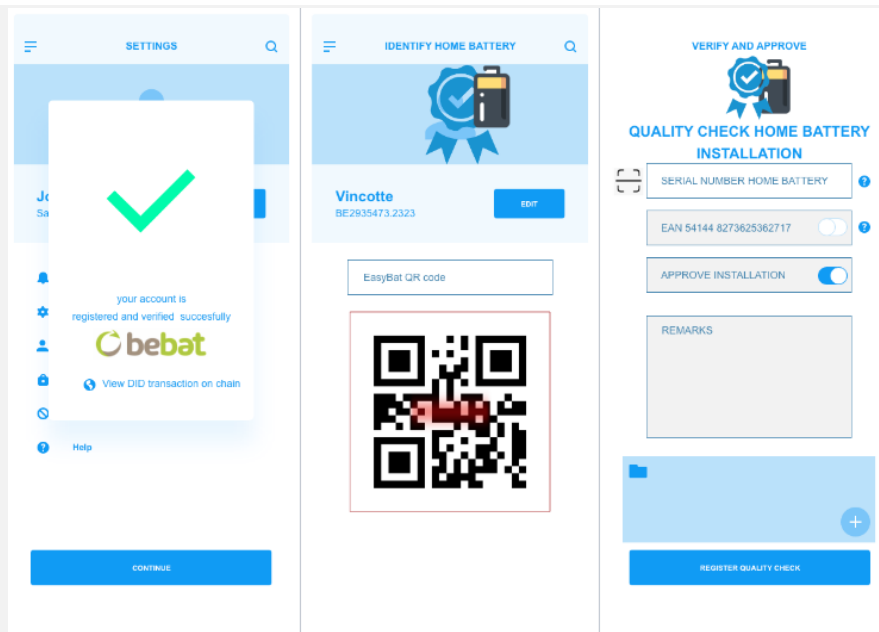 SETTINGS
Jo
Sa
your account is
registered and verified succesfully
bebat
View DID transaction on chain
Help
CONTINUE
IDENTIFY HOME BATTERY
Vincotte
BE2935473.2323
EDIT
EasyBat QR code
VERIFY AND APPROVE
QUALITY CHECK HOME BATTERY
INSTALLATION
SERIAL NUMBER HOME BATTERY
EAN 54144 8273625362717
APPROVE INSTALLATION
REMARKS
REGISTER QUALITY CHECK